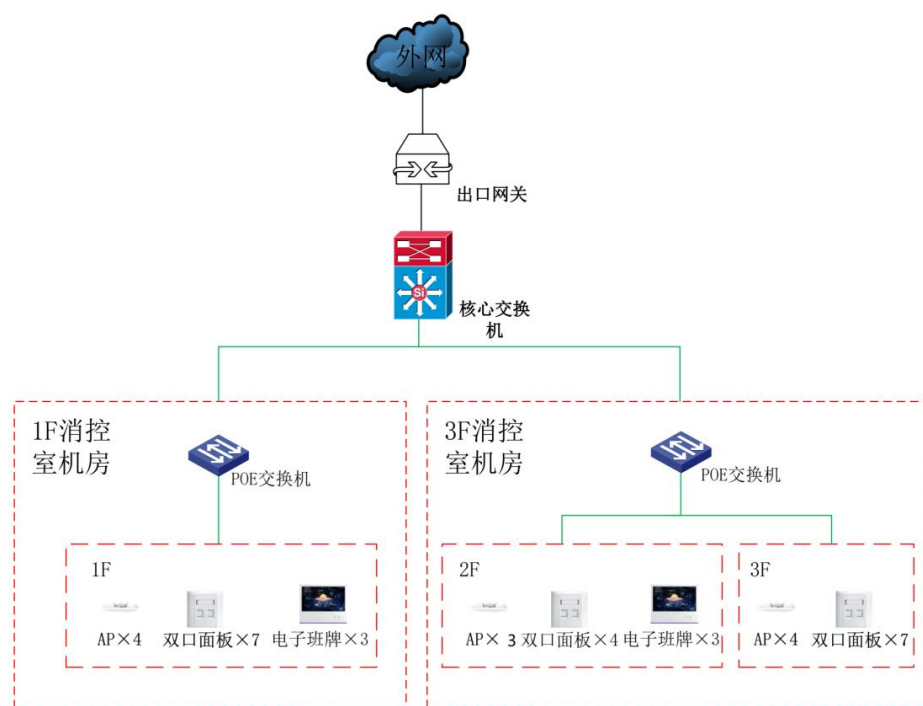 外网
出口网关
Si
核心交换
机
1F消控
室机房
POE交换机
3F消控
室机房
POE交换机
1F
AP×4 双口面板×7 电子班牌×3
2F
AP× 3 双口面板×4 电子班牌×3
3F
AP×4 双口面板×7